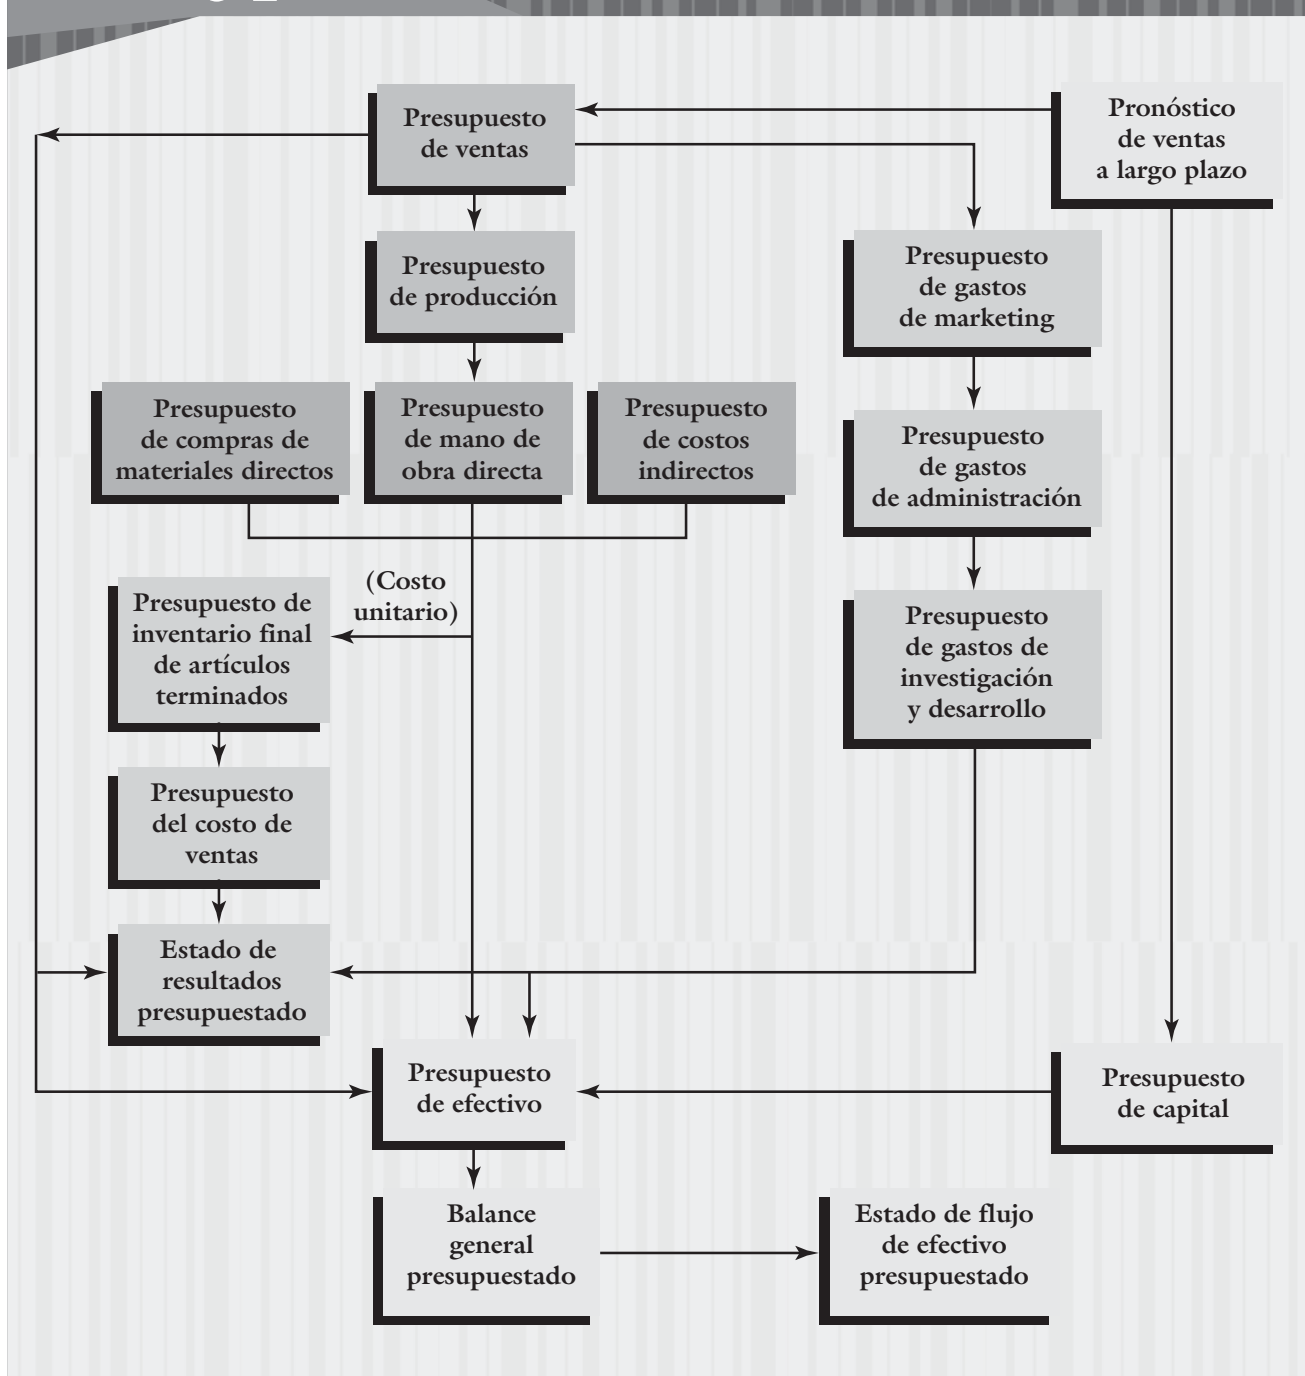 Presupuesto
de ventas
Pronóstico
de ventas
a largo plazo
Presupuesto
de producción
Presupuesto
de gastos
de marketing
Presupuesto
de compras de
materiales directos
Presupuesto
de mano de
obra directa
Presupuesto
de costos
indirectos
Presupuesto
de gastos
de administración
(Costo
unitario)
Presupuesto de
inventario final
de artículos
terminados
Presupuesto
de gastos de
investigación
y desarrollo
Presupuesto
del costo de
ventas
Estado de
resultados
presupuestado
Presupuesto
de efectivo
Presupuesto
de capital
Balance
general
presupuestado
Estado de flujo
de efectivo
presupuestado